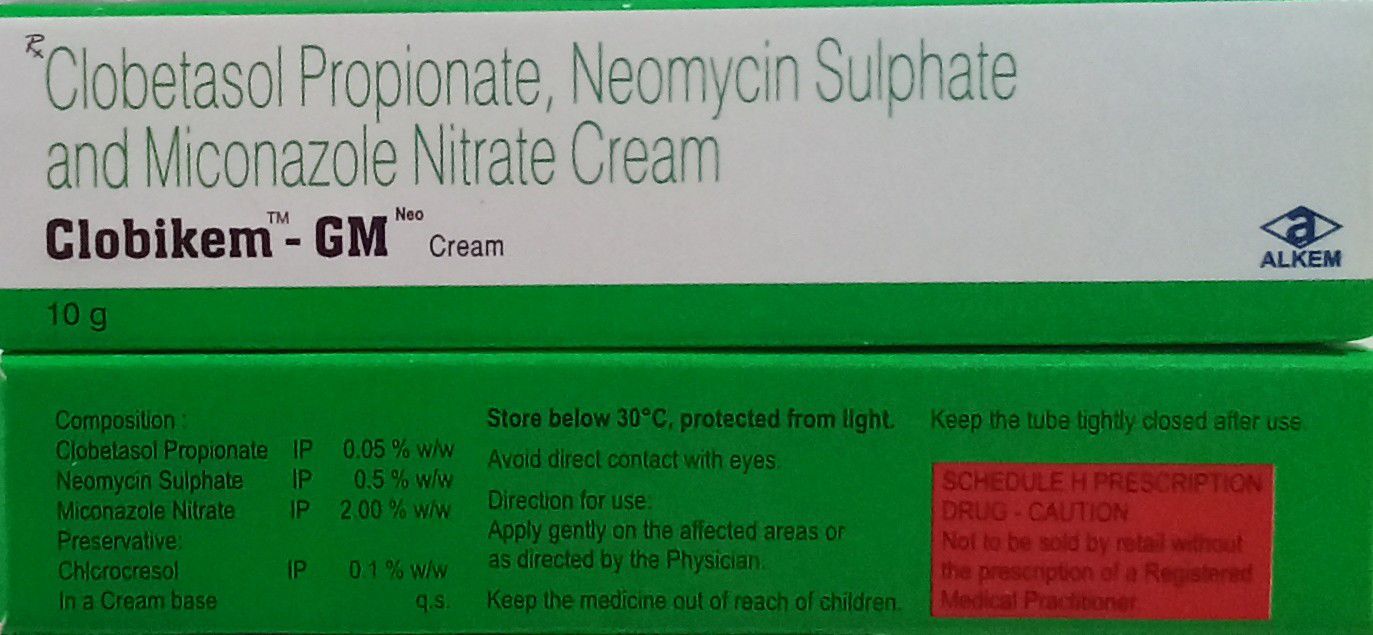 Rx Clobetasol Propionate, Neomycin Sulphate
and Miconazole Nitrate Cream
Clobikem™- GM Neo Cream
a
ALKEM
10 g
Composition :
Clobetasol Propionate IP 0.05 % w/w
Neomycin Sulphate IP 0.5 % w/w
Miconazole Nitrate IP 2.00 % w/w
Preservative:
Chlorocresol IP 0.1 % w/w
In a Cream base q.s.
Store below 30°C, protected from light.
Avoid direct contact with eyes.
Direction for use:
Apply gently on the affected areas or
as directed by the Physician.
Keep the medicine out of reach of children.
Keep the tube tightly closed after use.
SCHEDULE H PRESCRIPTION
DRUG - CAUTION
Not to be sold by retail without
the prescription of a Registered
Medical Practitioner.